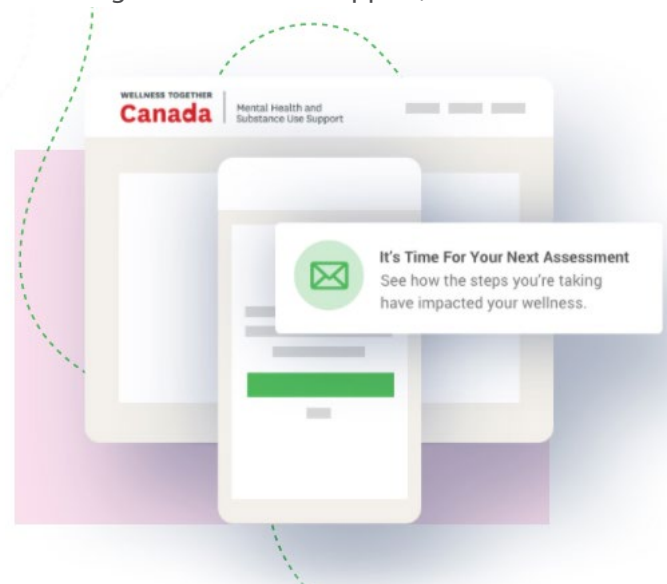 WELLNESS TOGETHER
Canada
Mental Health and
Substance Use Support
It's Time For Your Next Assessment
See how the steps you're taking
have impacted your wellness.